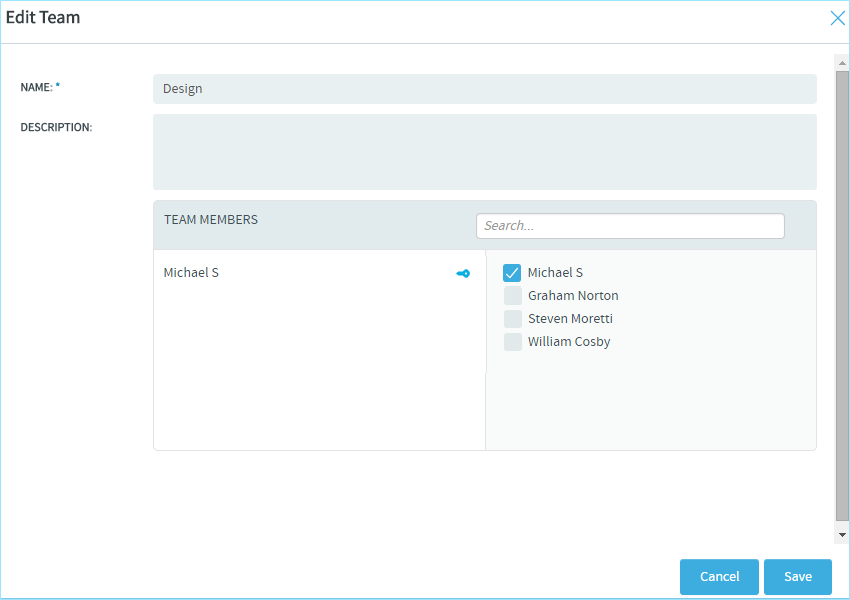 Edit Team
NAME: *
Design
DESCRIPTION:
TEAM MEMBERS
Search...
Michael S
Michael S
Graham Norton
Steven Moretti
William Cosby
Cancel
Save